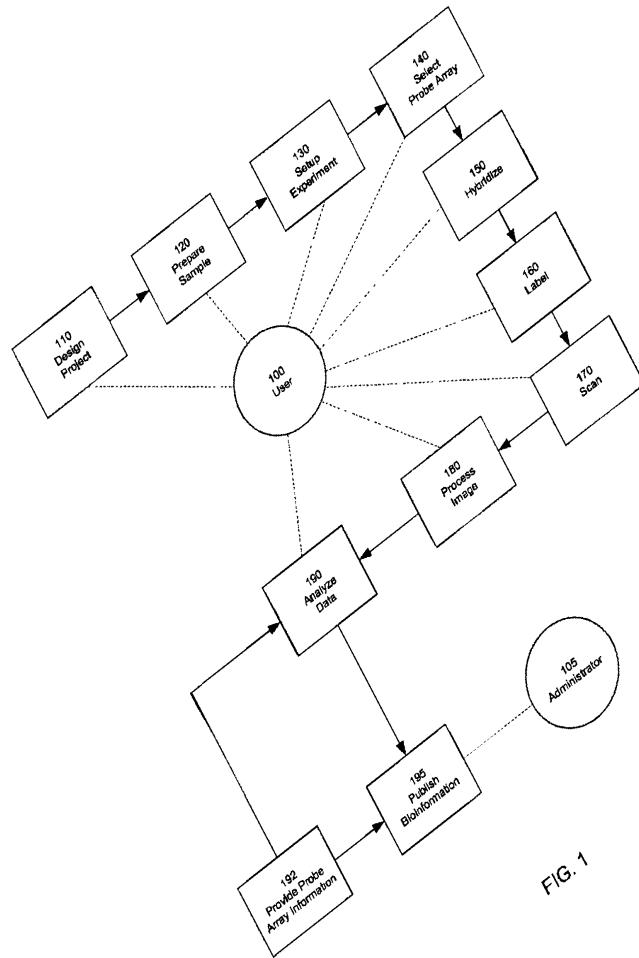 110
Design
Project
120
Prepare
Sample
130
Setup
Experiment
140
Select
Probe Array
150
Hybridize
160
Label
170
Scan
180
Process
Image
190
Analyze
Data
100
User
192
Provide Probe
Array Information
195
Publish
BioInformation
105
Administrator
FIG. 1